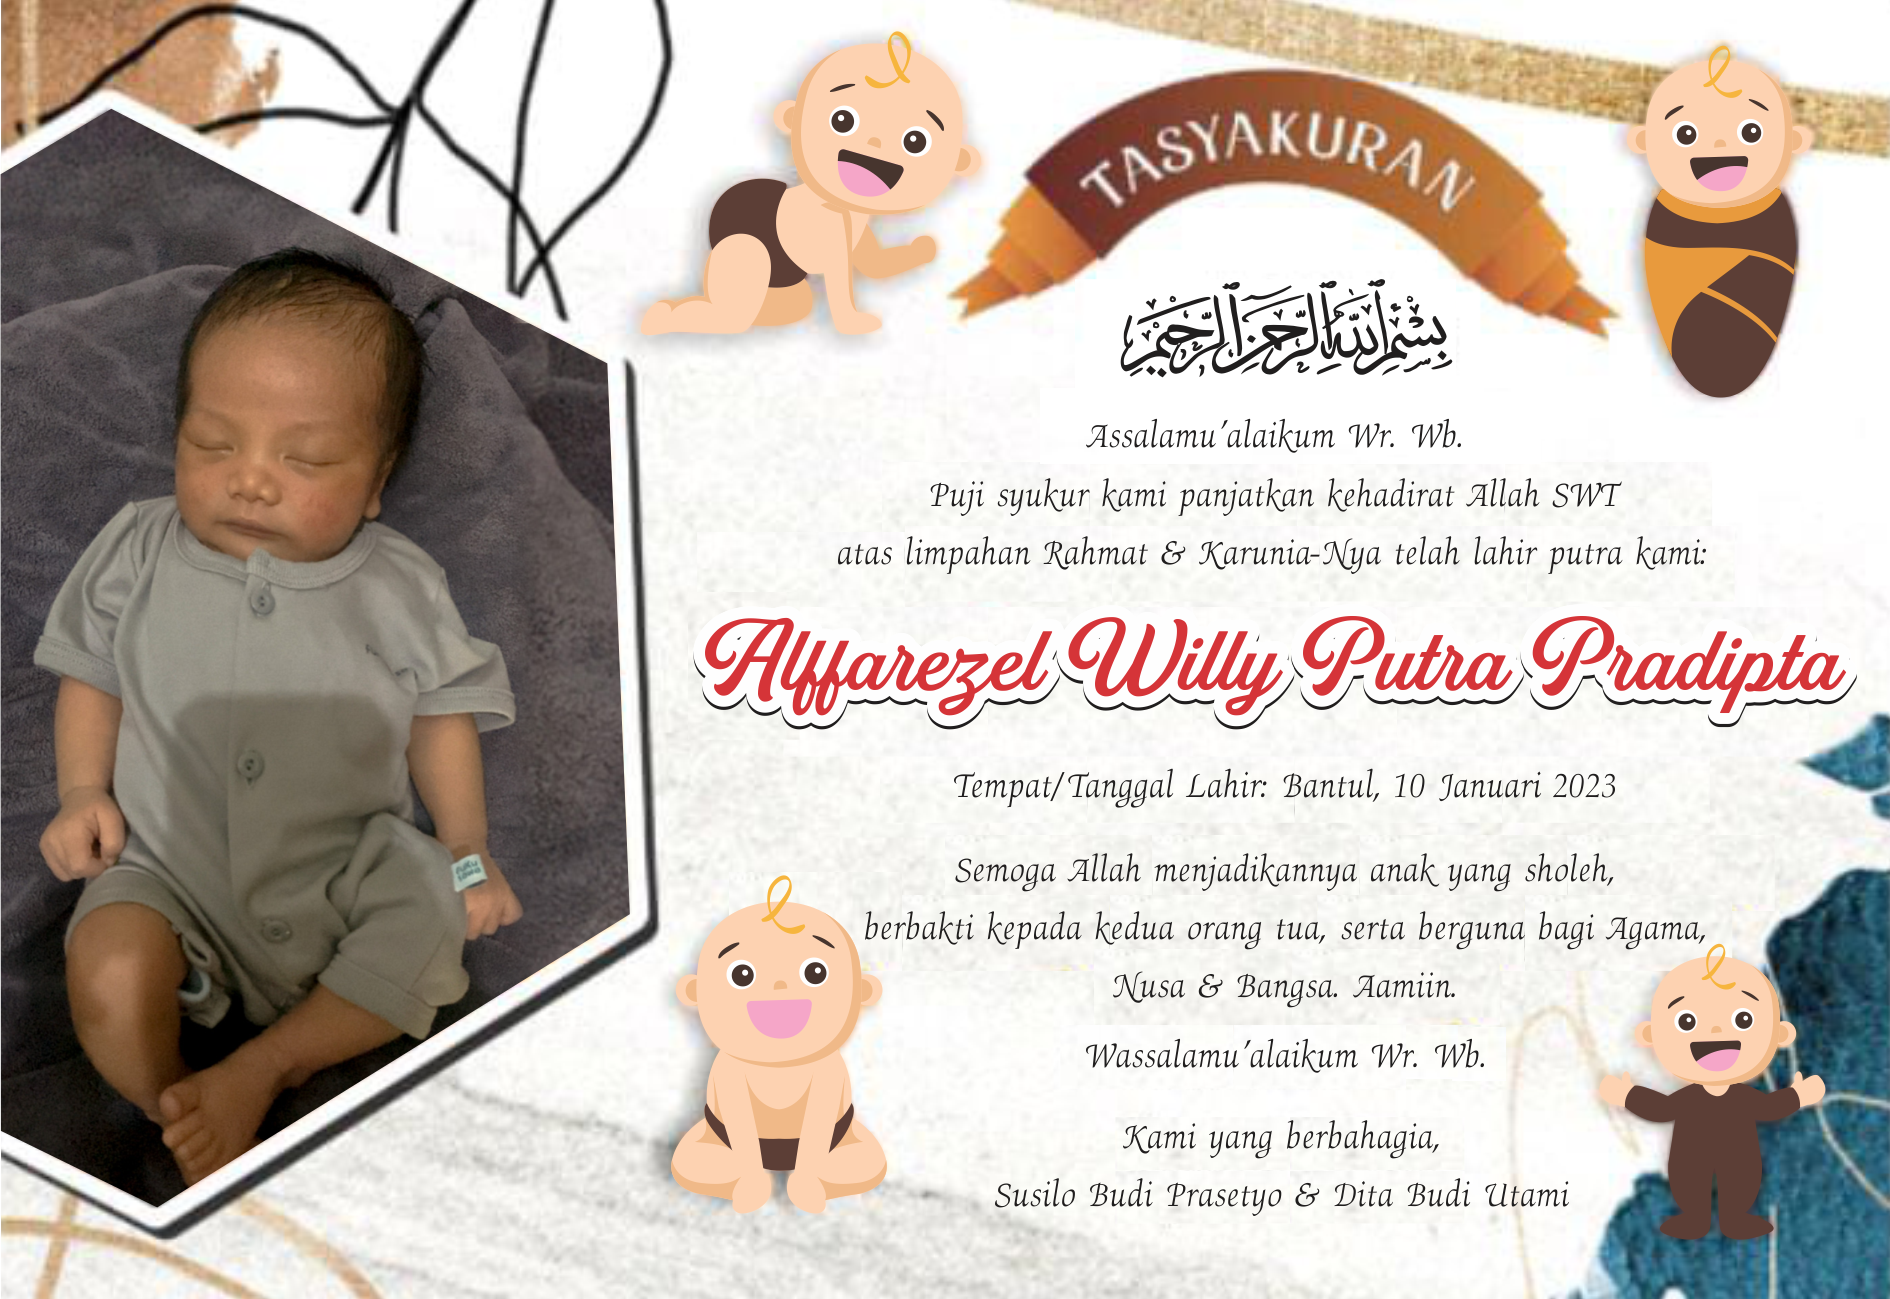 TASYAKURAN
بِسْمِ اللَّهِ الرَّحْمَنِ الرَّحِيمِ
Assalamu'alaikum Wr. Wb.
Puji syukur kami panjatkan kehadirat Allah SWT
atas limpahan Rahmat & Karunia-Nya telah lahir putra kami:
Alffarezel Willy Putra Pradipta
Tempat/Tanggal Lahir: Bantul, 10 Januari 2023
Semoga Allah menjadikannya anak yang sholeh,
berbakti kepada kedua orang tua, serta berguna bagi Agama,
Nusa & Bangsa. Aamiin.
Wassalamu'alaikum Wr. Wb.
Kami yang berbahagia,
Susilo Budi Prasetyo & Dita Budi Utami